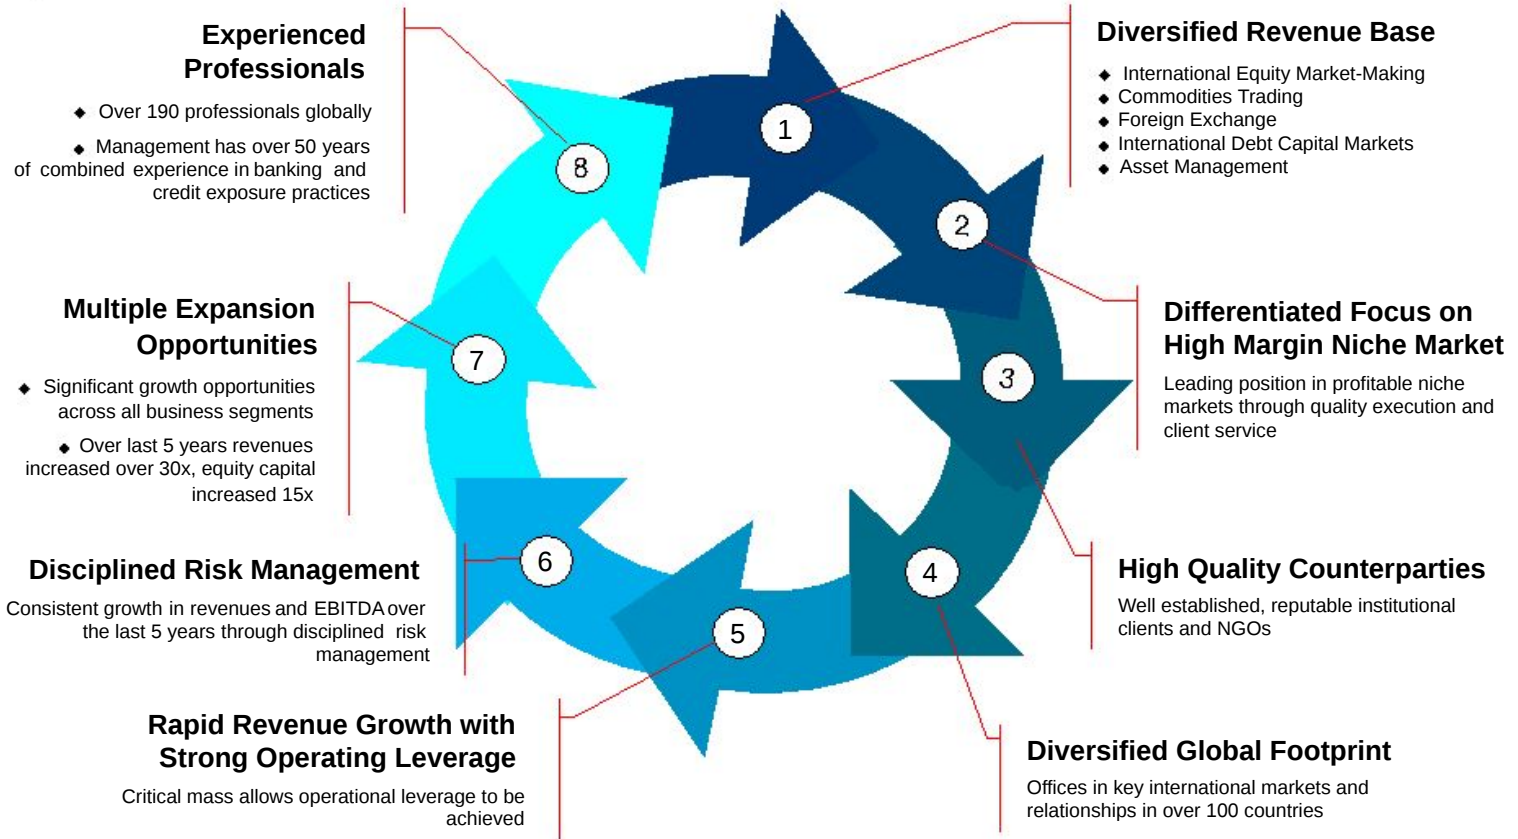 Experienced
Professionals
◆ Over 190 professionals globally
◆ Management has over 50 years
of combined experience in banking and
credit exposure practices
Diversified Revenue Base
◆ International Equity Market-Making
◆ Commodities Trading
◆ Foreign Exchange
◆ International Debt Capital Markets
◆ Asset Management
1
8
2
Multiple Expansion
Opportunities
◆ Significant growth opportunities
across all business segments
◆ Over last 5 years revenues
increased over 30x, equity capital
increased 15x
7
3
Differentiated Focus on
High Margin Niche Market
Leading position in profitable niche
markets through quality execution and
client service
Disciplined Risk Management
Consistent growth in revenues and EBITDA over
the last 5 years through disciplined risk
management
6
4
High Quality Counterparties
Well established, reputable institutional
clients and NGOs
5
Rapid Revenue Growth with
Strong Operating Leverage
Critical mass allows operational leverage to be
achieved
Diversified Global Footprint
Offices in key international markets and
relationships in over 100 countries